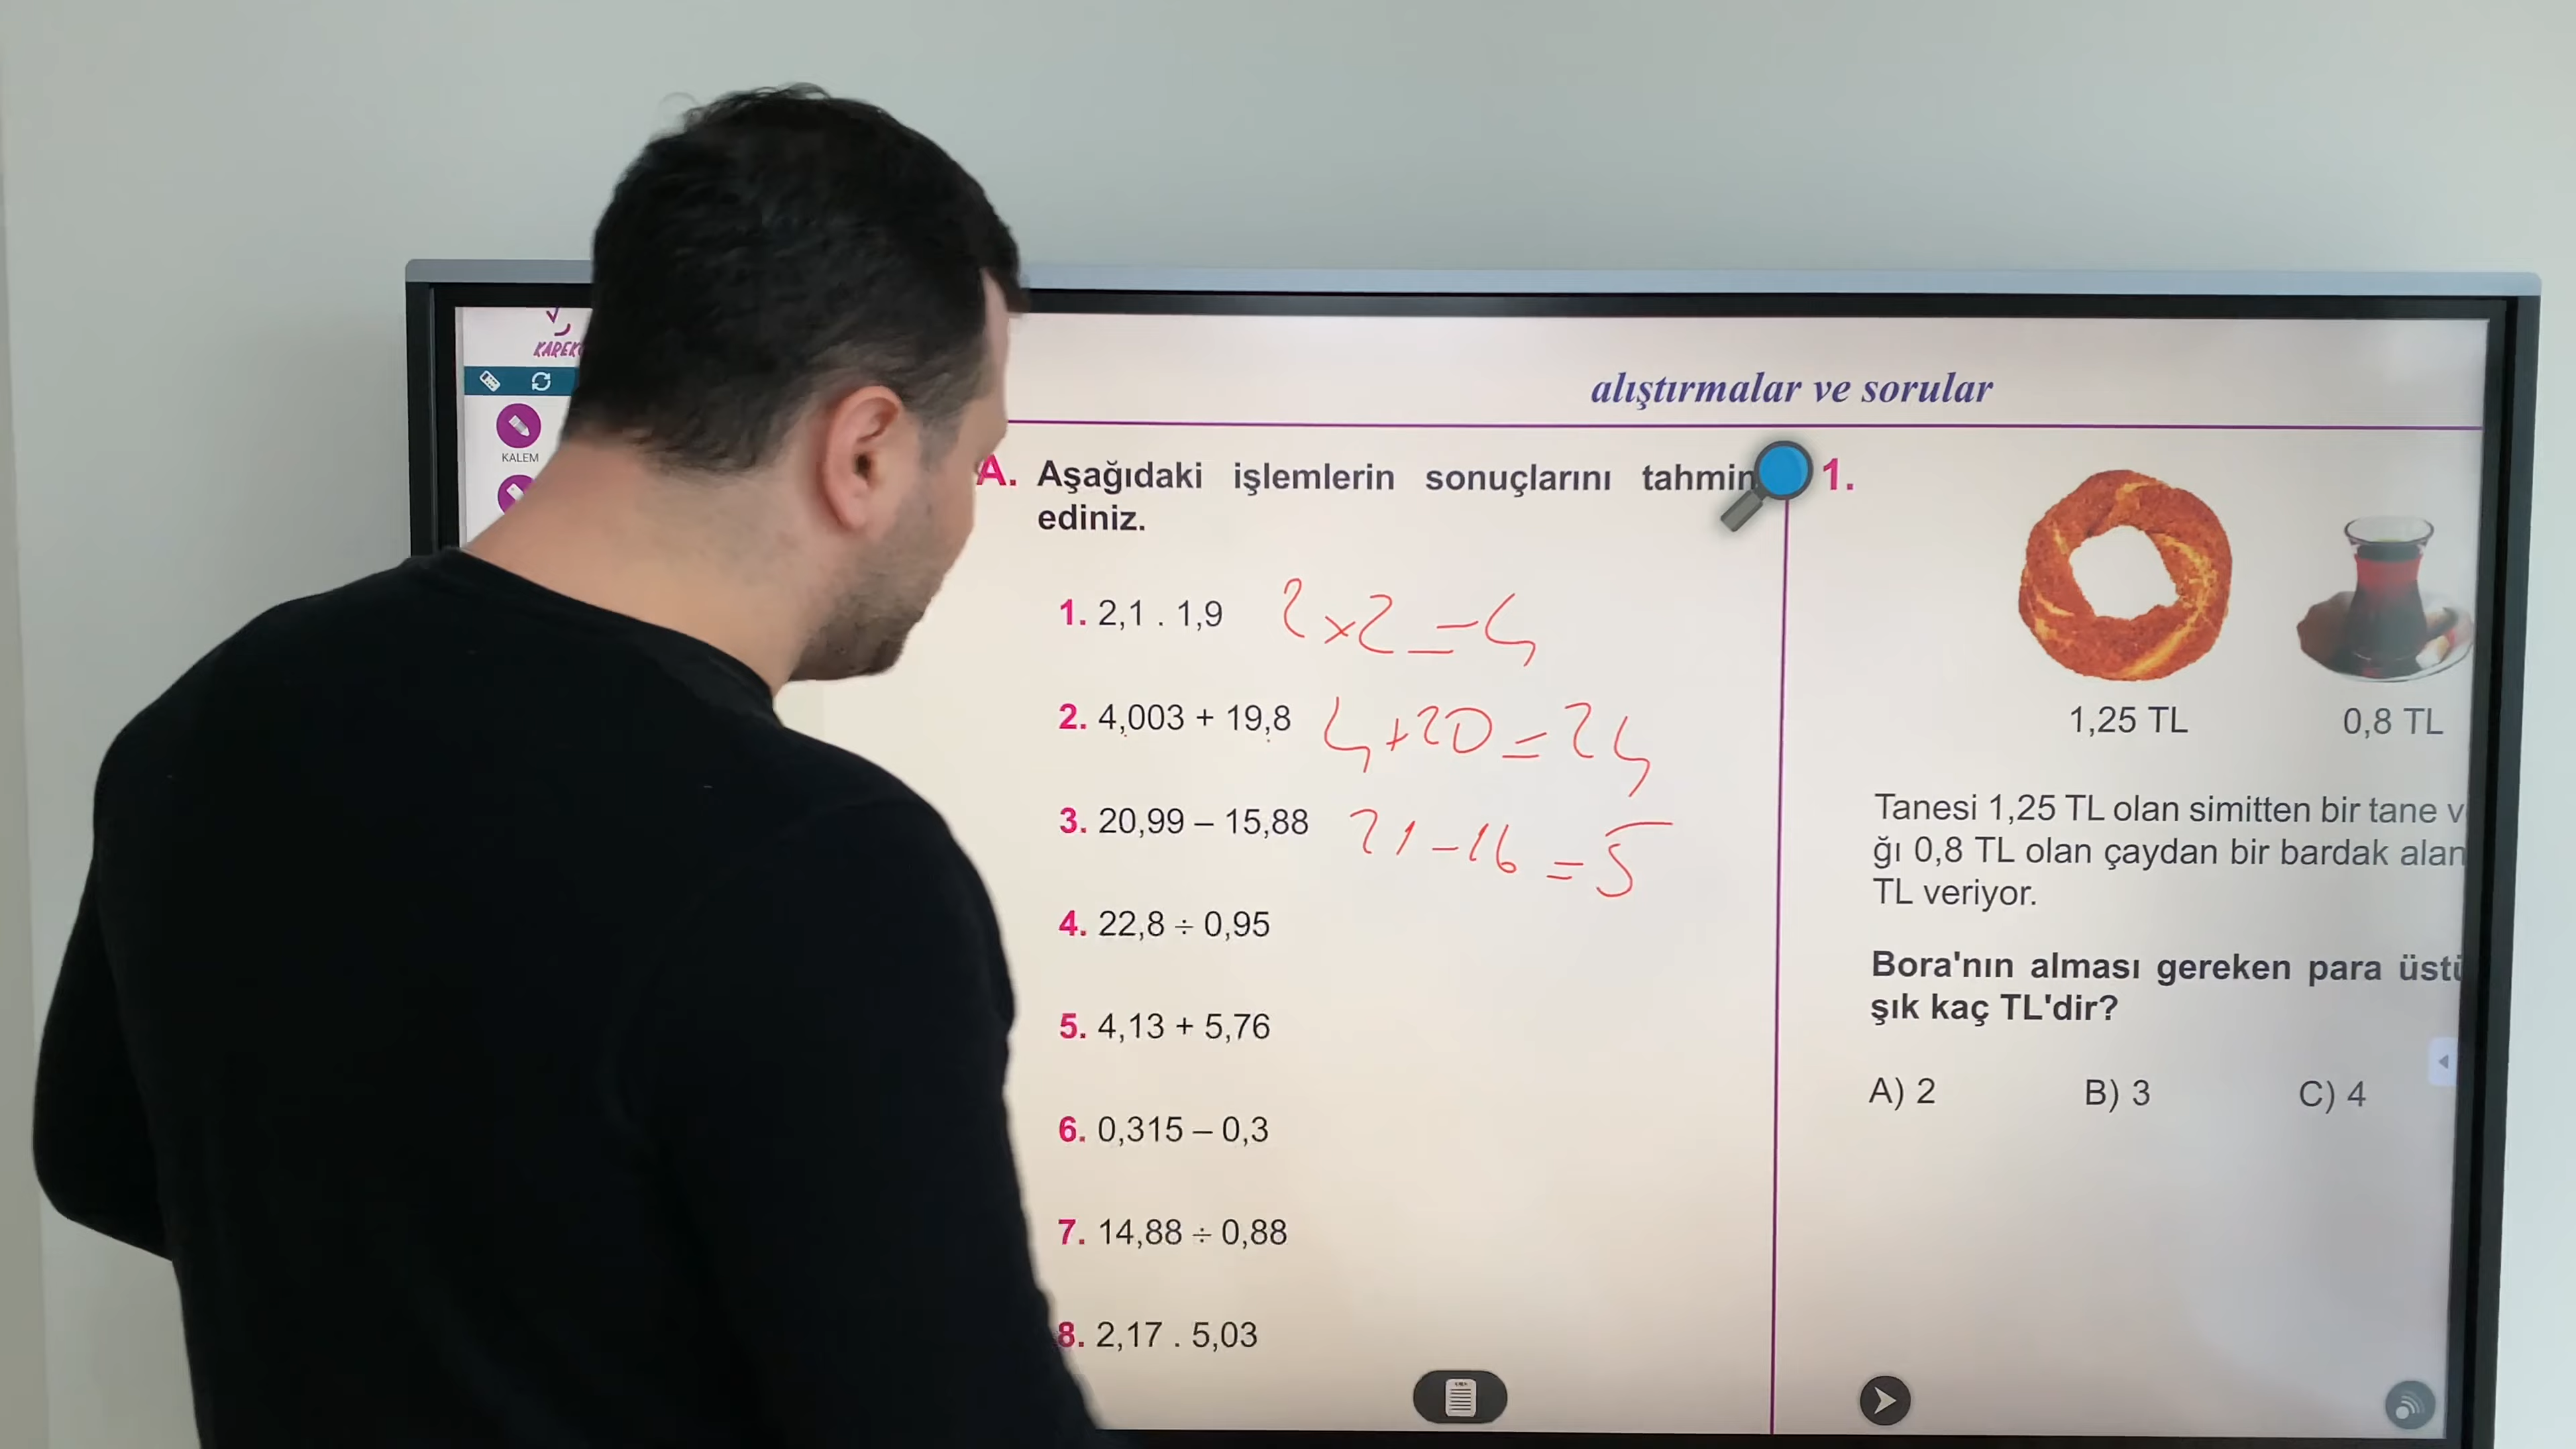 KALEM
alıştırmalar ve sorular
A. Aşağıdaki işlemlerin sonuçlarını tahmin
ediniz.
1. 2,1 . 1,9 2 x 2 = 4
2. 4,003 + 19,8 4 + 20 = 24
3. 20,99 – 15,88 21 - 16 = 5
4. 22,8 ÷ 0,95
5. 4,13 + 5,76
6. 0,315 – 0,3
7. 14,88 ÷ 0,88
8. 2,17 . 5,03
1.
1,25 TL 0,8 TL
Tanesi 1,25 TL olan simitten bir tane
ğı 0,8 TL olan çaydan bir bardak alan
TL veriyor.
Bora'nın alması gereken para üstü
şık kaç TL'dir?
A) 2 B) 3 C) 4